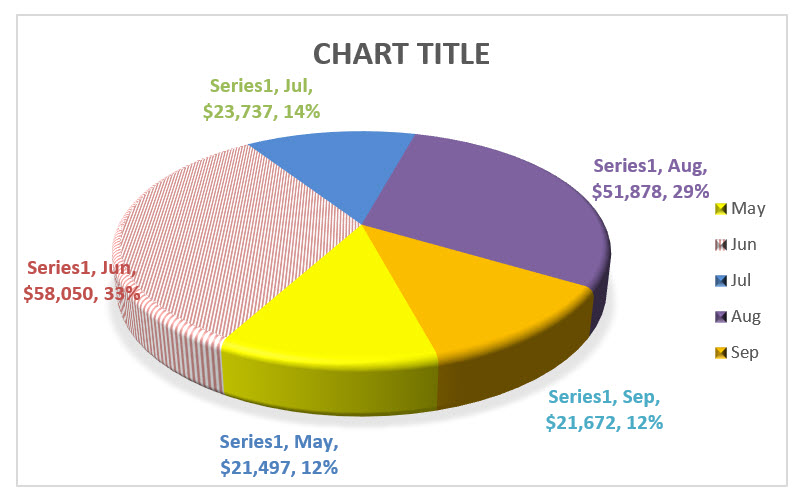 CHART TITLE
Series1, Jul,
$23,737, 14%
Series1, Aug,
$51,878, 29%
May
Series1, Jun,
$58,050, 33%
Jun
Jul
Aug
Sep
Series1, Sep,
$21,672, 12%
Series1, May,
$21,497, 12%